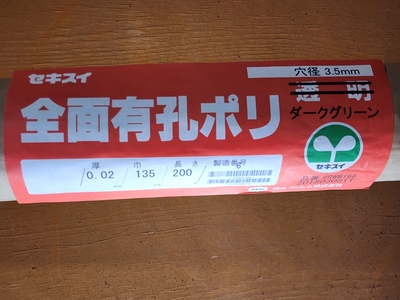 セキスイ
穴径 3.5mm
透明
全面有孔ポリ
ダークグリーン
厚 巾 長さ 製造番号
0.02 135 200
セキスイ